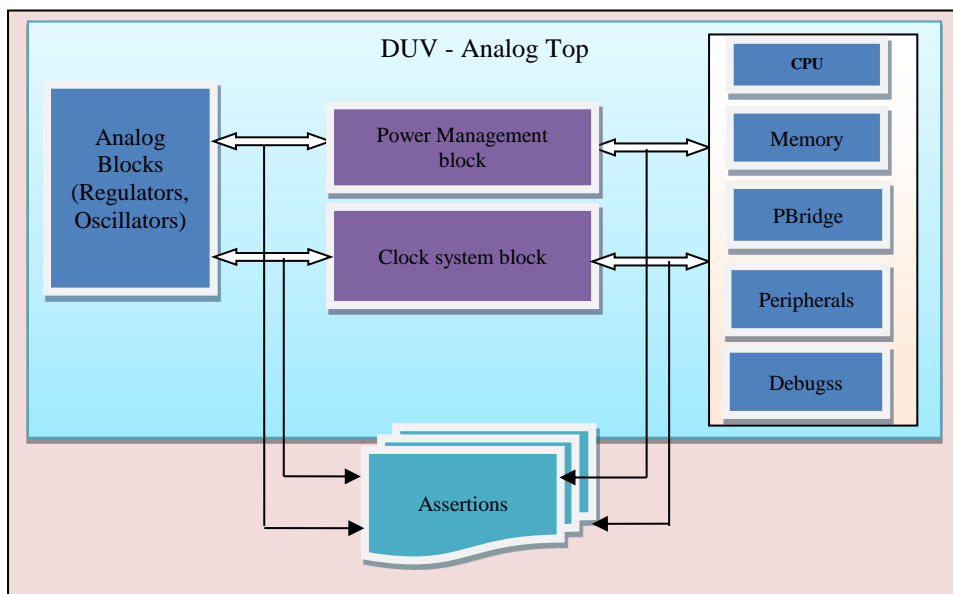 DUV - Analog Top
Analog
Blocks
(Regulators,
Oscillators)
Power Management
block
Clock system block
CPU
Memory
PBridge
Peripherals
Debugss
Assertions